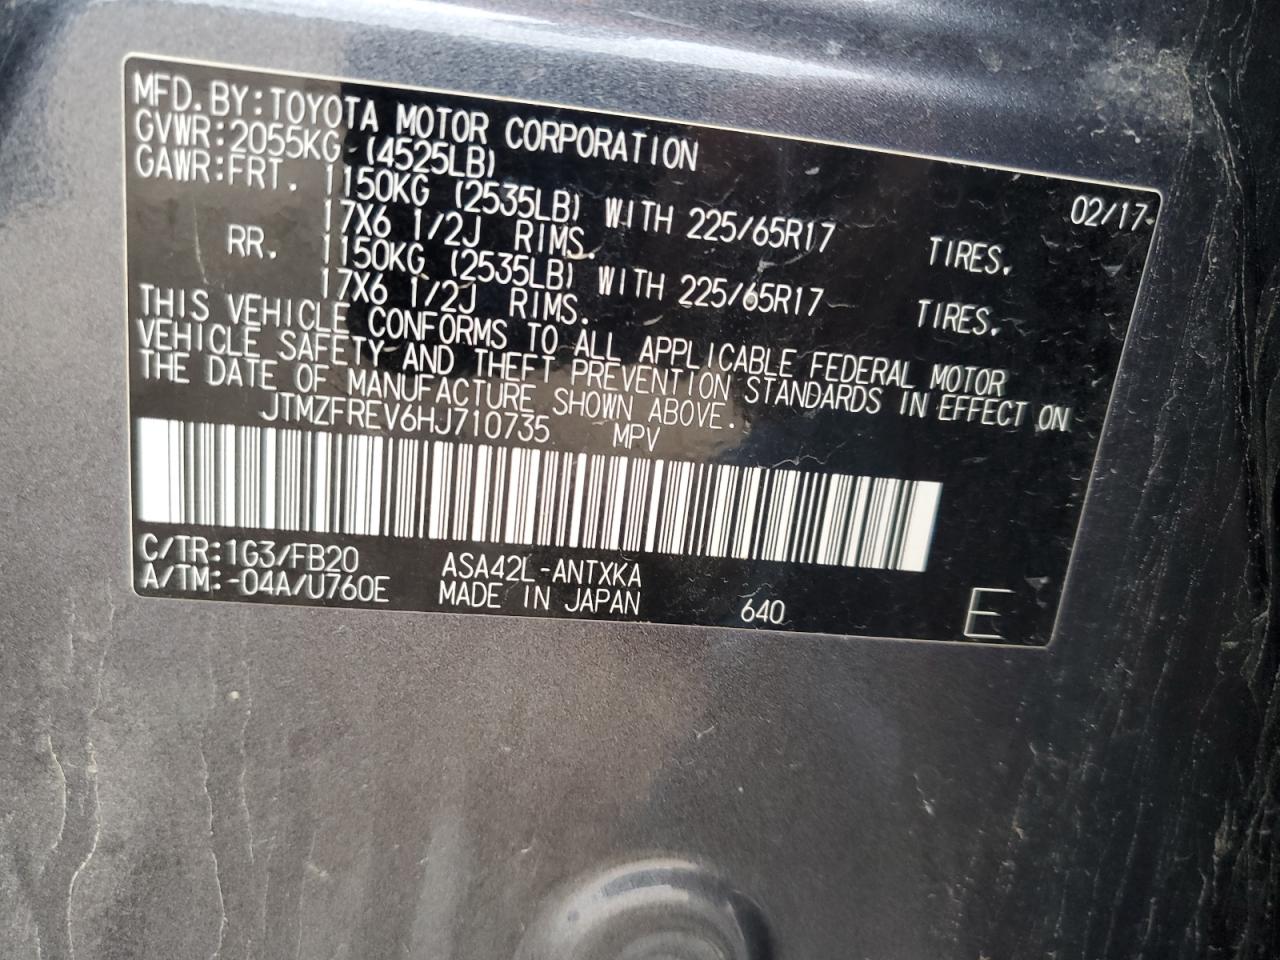 MFD.BY:TOYOTA MOTOR CORPORATION 02/17
GVWR:2055KG (4525LB)
GAWR:FRT. 1150KG (2535LB) WITH 225/65R17 TIRES,
17X6 1/2J RIMS.
RR. 1150KG (2535LB) WITH 225/65R17 TIRES,
17X6 1/2J RIMS.
THIS VEHICLE CONFORMS TO ALL APPLICABLE FEDERAL MOTOR
VEHICLE SAFETY AND THEFT PREVENTION STANDARDS IN EFFECT ON
THE DATE OF MANUFACTURE SHOWN ABOVE.
JTMZFREV6HJ710735 MPV
C/TR:1G3/FB20 ASA42L-ANTXKA
A/TM:-04A/U760E MADE IN JAPAN 640 E